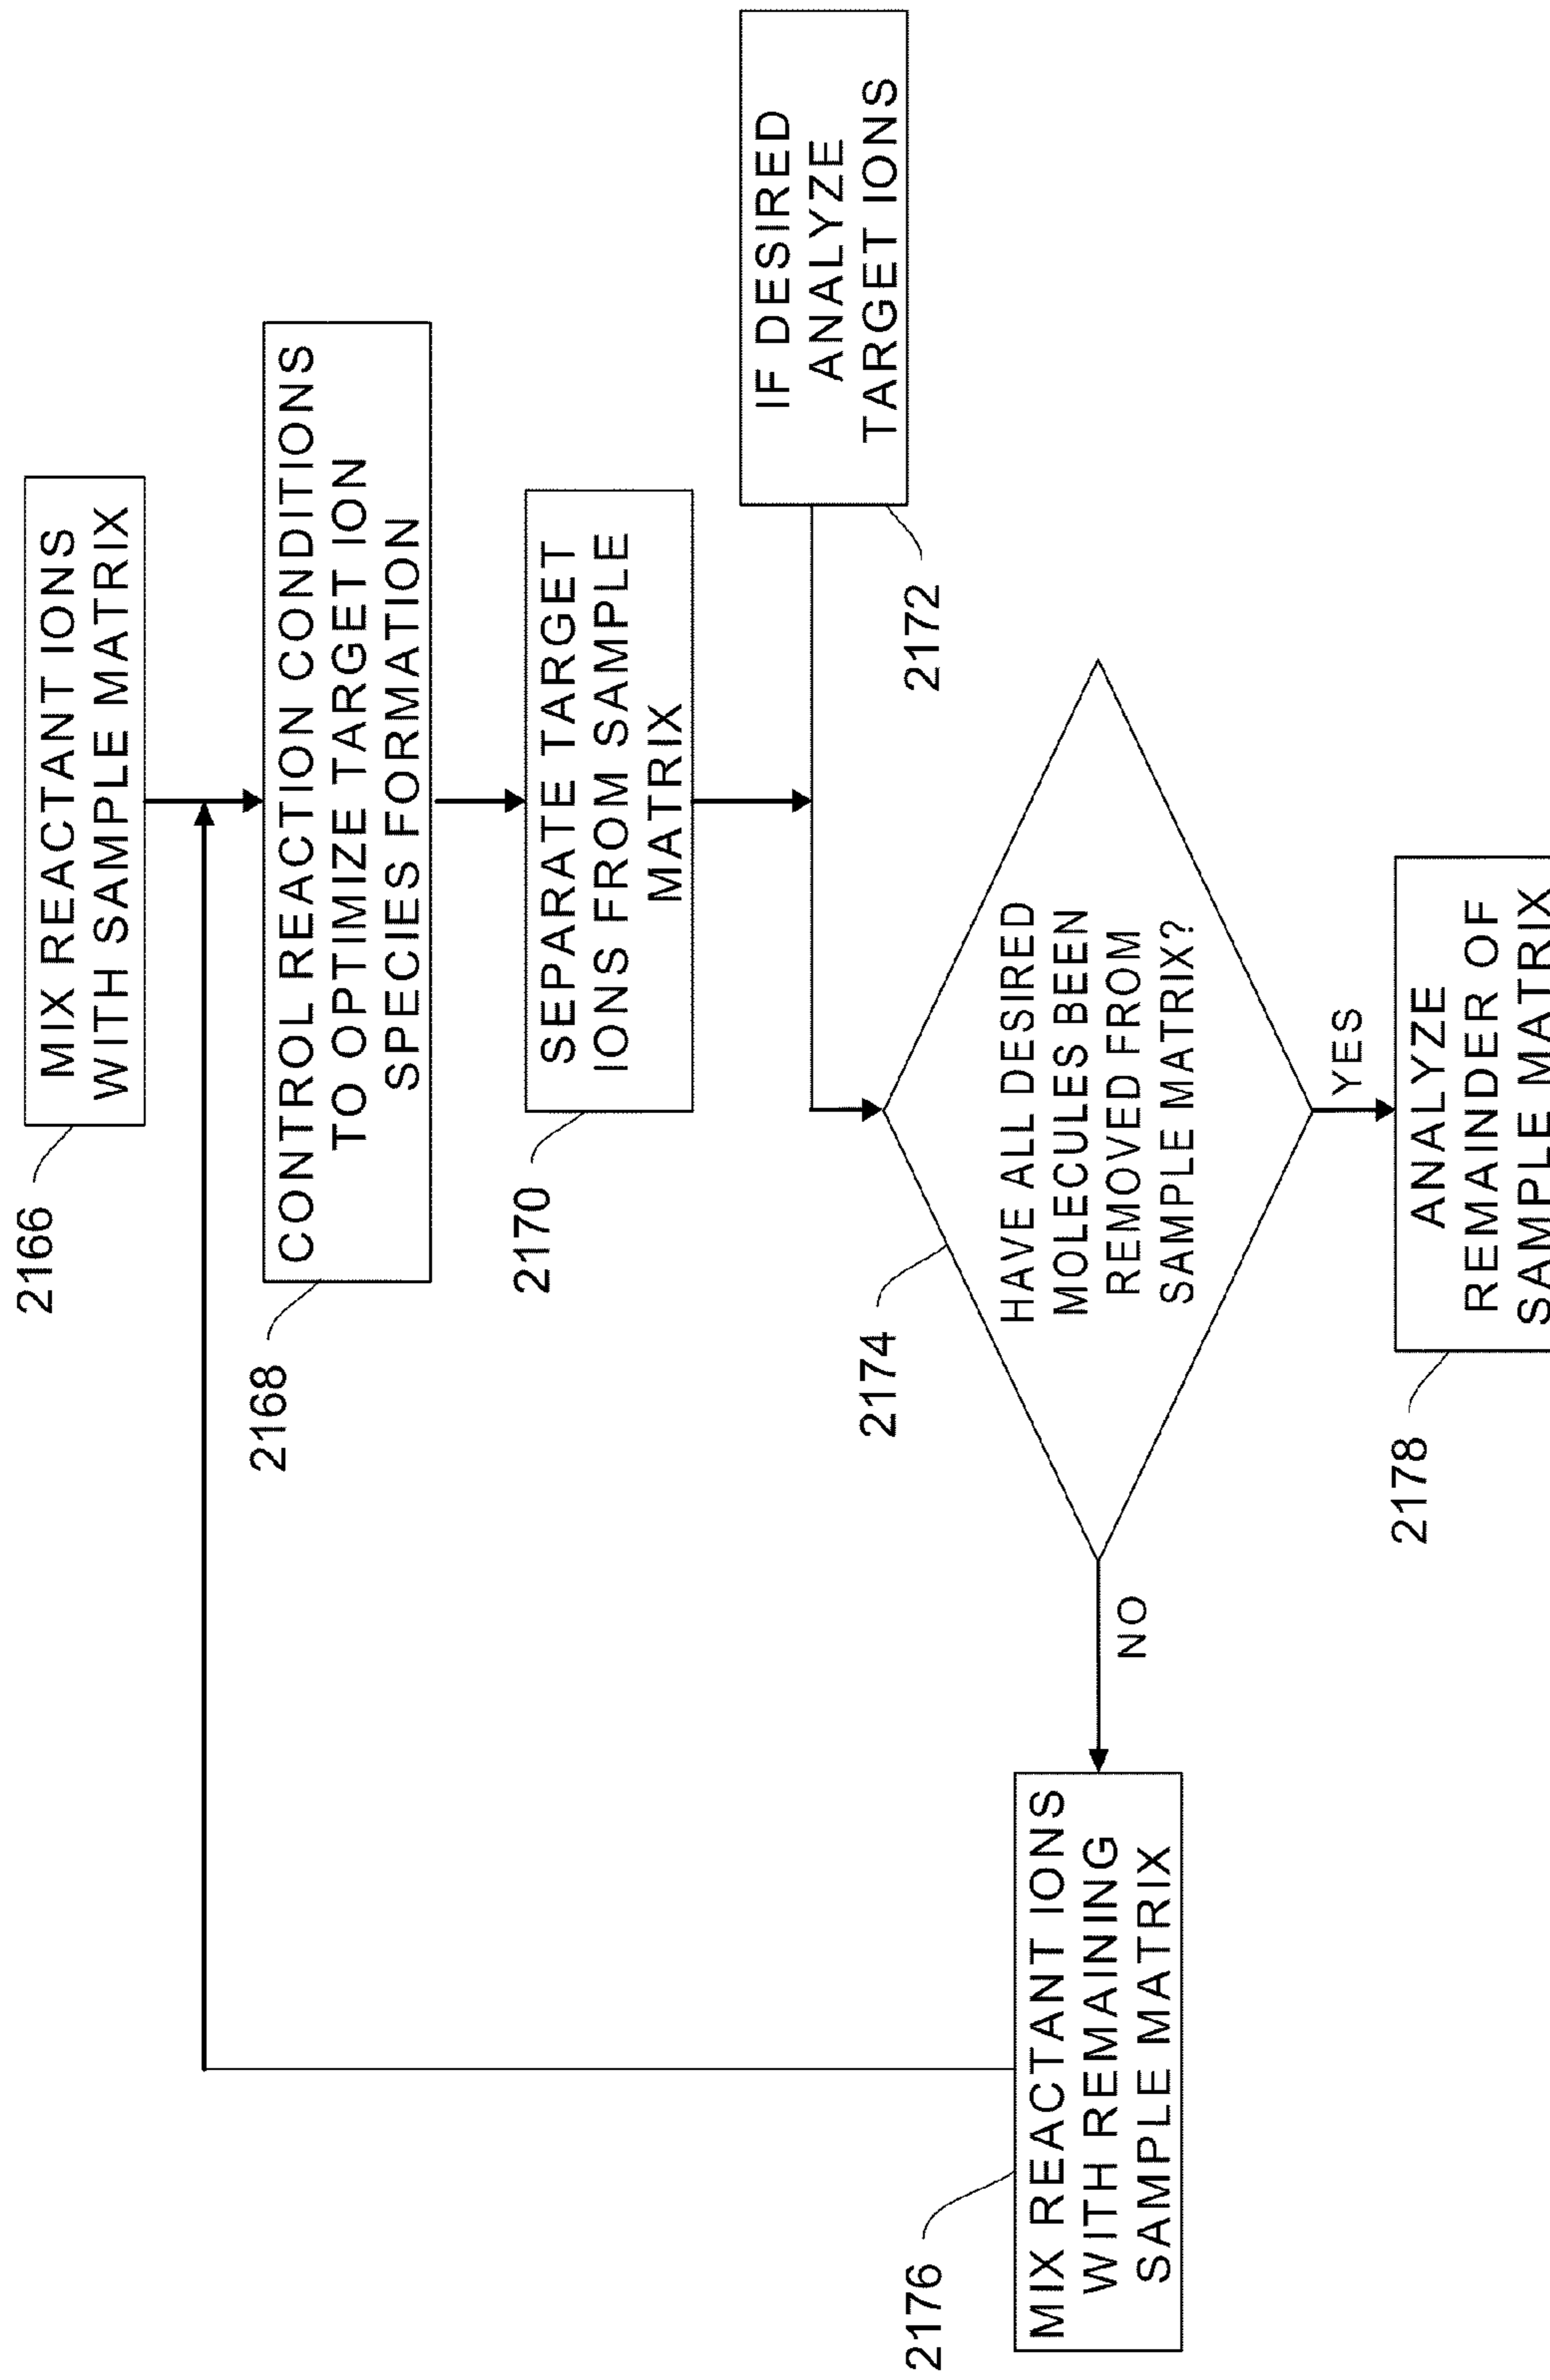 2166
MIX REACTANT IONS
WITH SAMPLE MATRIX
2168
CONTROL REACTION CONDITIONS
TO OPTIMIZE TARGET ION
SPECIES FORMATION
2170
SEPARATE TARGET
IONS FROM SAMPLE
MATRIX
2172
IF DESIRED
ANALYZE
TARGET IONS
2174
HAVE ALL DESIRED
MOLECULES BEEN
REMOVED FROM
SAMPLE MATRIX?
NO
2176
MIX REACTANT IONS
WITH REMAINING
SAMPLE MATRIX
YES
2178
ANALYZE
REMAINDER OF
SAMPLE MATRIX